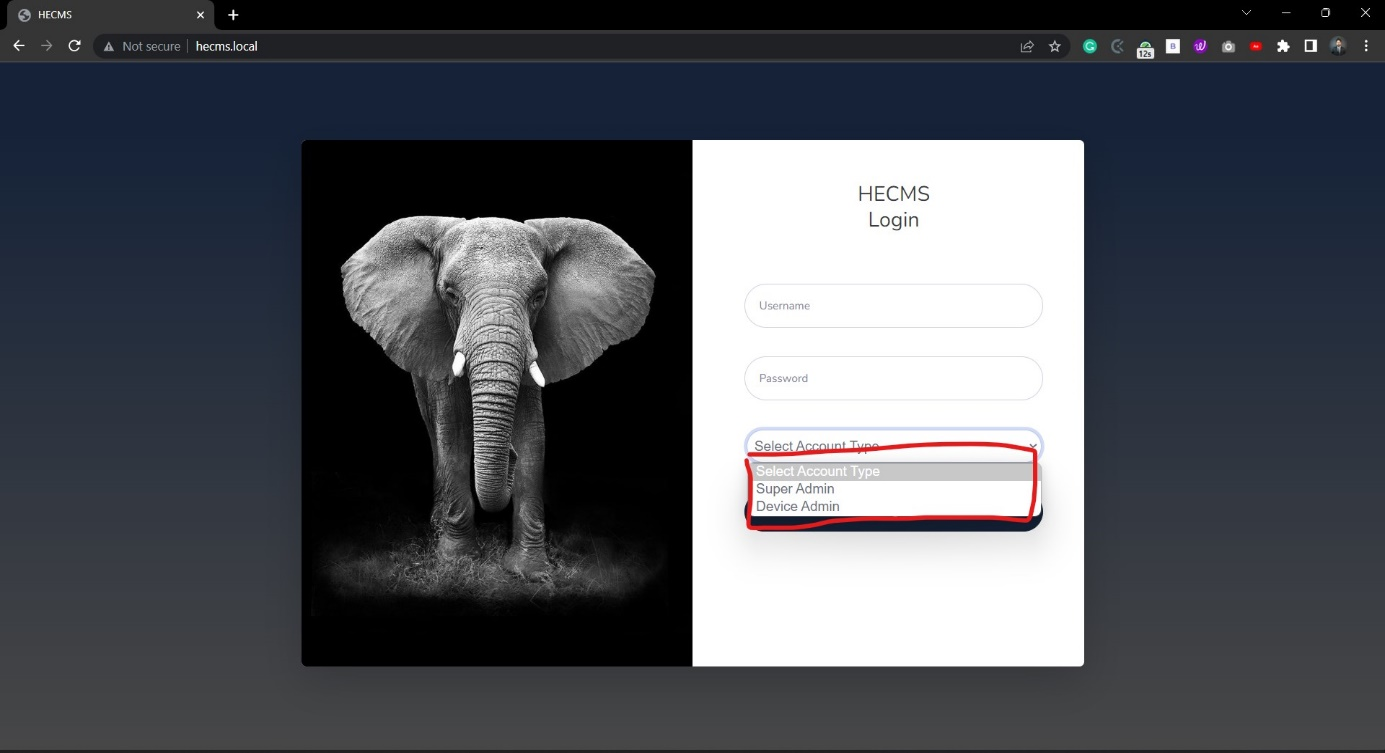 HECMS
Not secure
hecms.local
12s
HECMS
Login
Username
Password
Select Account Type
Select Account Type
Super Admin
Device Admin